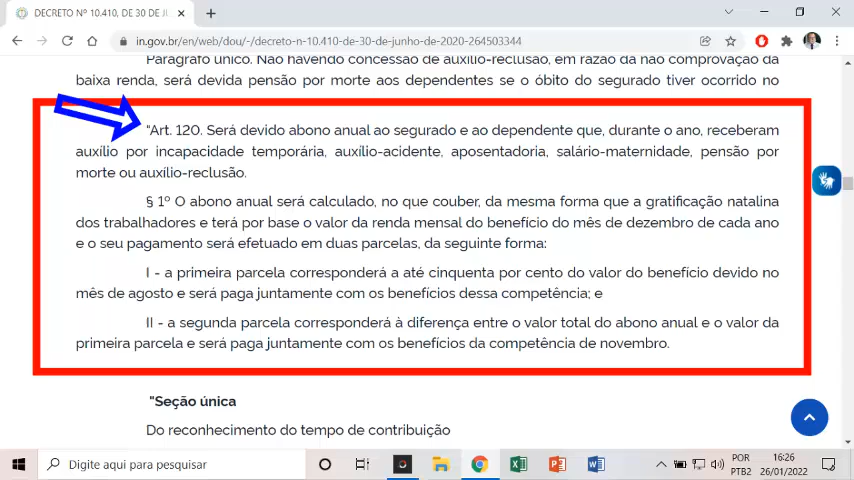 DECRETO Nº 10.410, DE 30 DE JU
in.gov.br/en/web/dou/-/decreto-n-10.410-de-30-de-junho-de-2020-264503344
Parágrafo único. Não havendo concessão de auxílio-reclusão, em razão da não comprovação da
baixa renda, será devida pensão por morte aos dependentes se o óbito do segurado tiver ocorrido no
"Art. 120. Será devido abono anual ao segurado e ao dependente que, durante o ano, receberam
auxílio por incapacidade temporária, auxílio-acidente, aposentadoria, salário-maternidade, pensão por
morte ou auxílio-reclusão.
§ 1º O abono anual será calculado, no que couber, da mesma forma que a gratificação natalina
dos trabalhadores e terá por base o valor da renda mensal do benefício do mês de dezembro de cada ano
e o seu pagamento será efetuado em duas parcelas, da seguinte forma:
I - a primeira parcela corresponderá a até cinquenta por cento do valor do benefício devido no
mês de agosto e será paga juntamente com os benefícios dessa competência; e
II - a segunda parcela corresponderá à diferença entre o valor total do abono anual e o valor da
primeira parcela e será paga juntamente com os benefícios da competência de novembro.
"Seção única
Do reconhecimento do tempo de contribuição
Digite aqui para pesquisar
POR
PTB2
16:26
26/01/2022